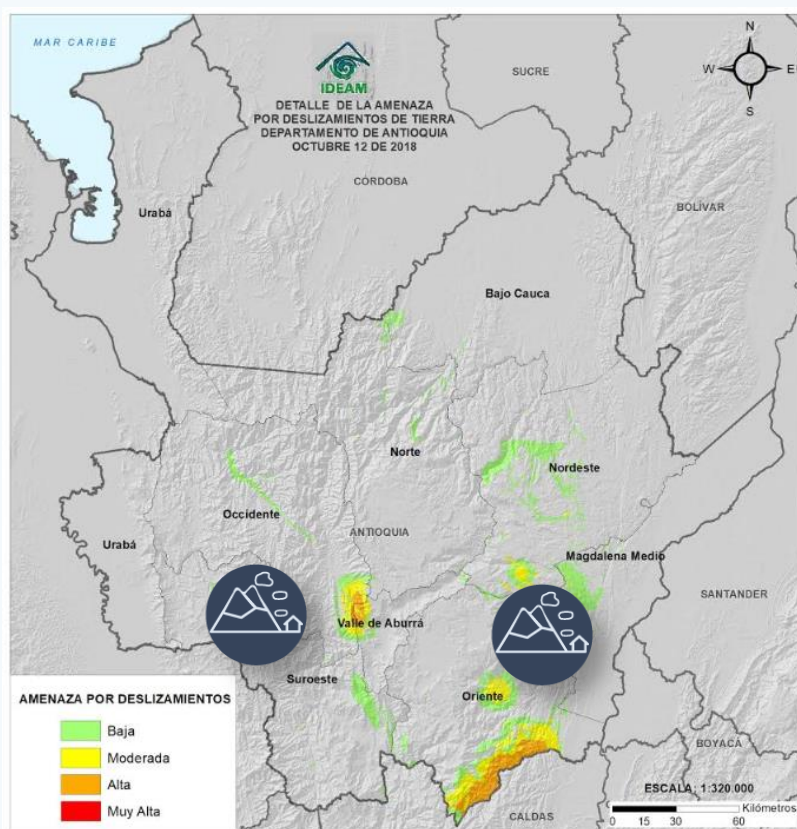 MAR CARIBE
N
W
E
S
IDEAM
DETALLE DE LA AMENAZA
POR DESLIZAMIENTOS DE TIERRA
DEPARTAMENTO DE ANTIOQUIA
OCTUBRE 12 DE 2018
SUCRE
CÓRDOBA
BOLÍVAR
Urabá
Bajo Cauca
Norte
Nordeste
Occidente
ANTIOQUIA
Urabá
Magdalena Medio
SANTANDER
Valle de Aburrá
Suroeste
Oriente
AMENAZA POR DESLIZAMIENTOS
Baja
Moderada
Alta
Muy Alta
BOYACÁ
ESCALA: 1:320.000
Kilómetros
0 15 30 60
CALDAS